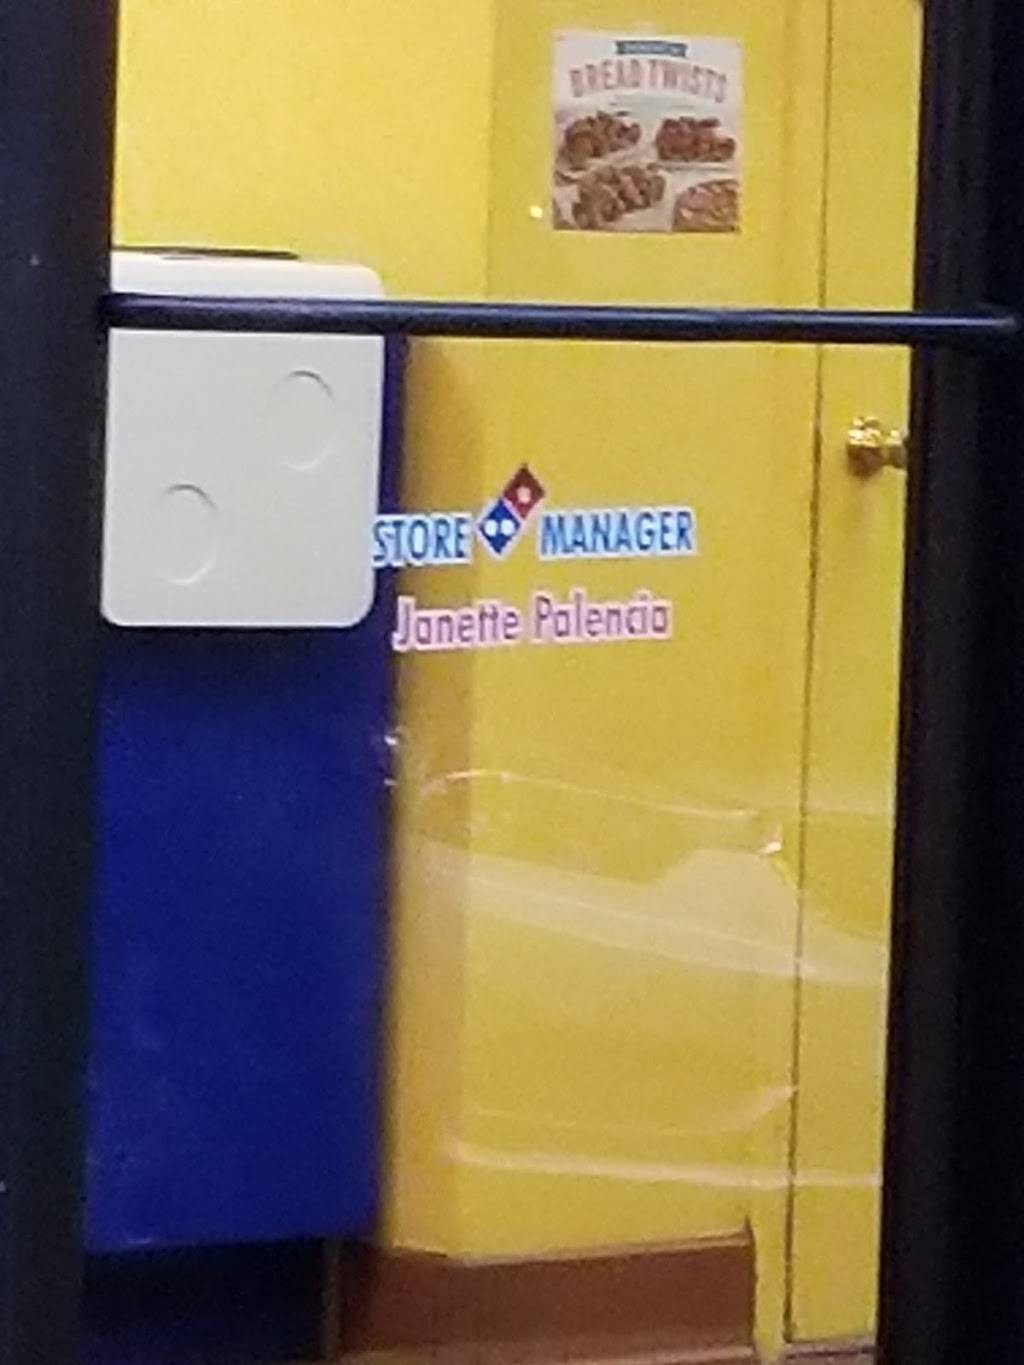 BREAD TWISTS
STORE MANAGER
Janette Palencia